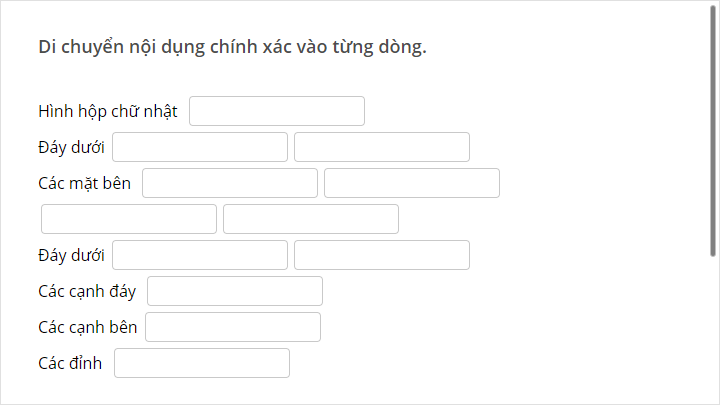 Di chuyển nội dụng chính xác vào từng dòng.
Hình hộp chữ nhật
Đáy dưới
Các mặt bên
Đáy dưới
Các cạnh đáy
Các cạnh bên
Các đỉnh